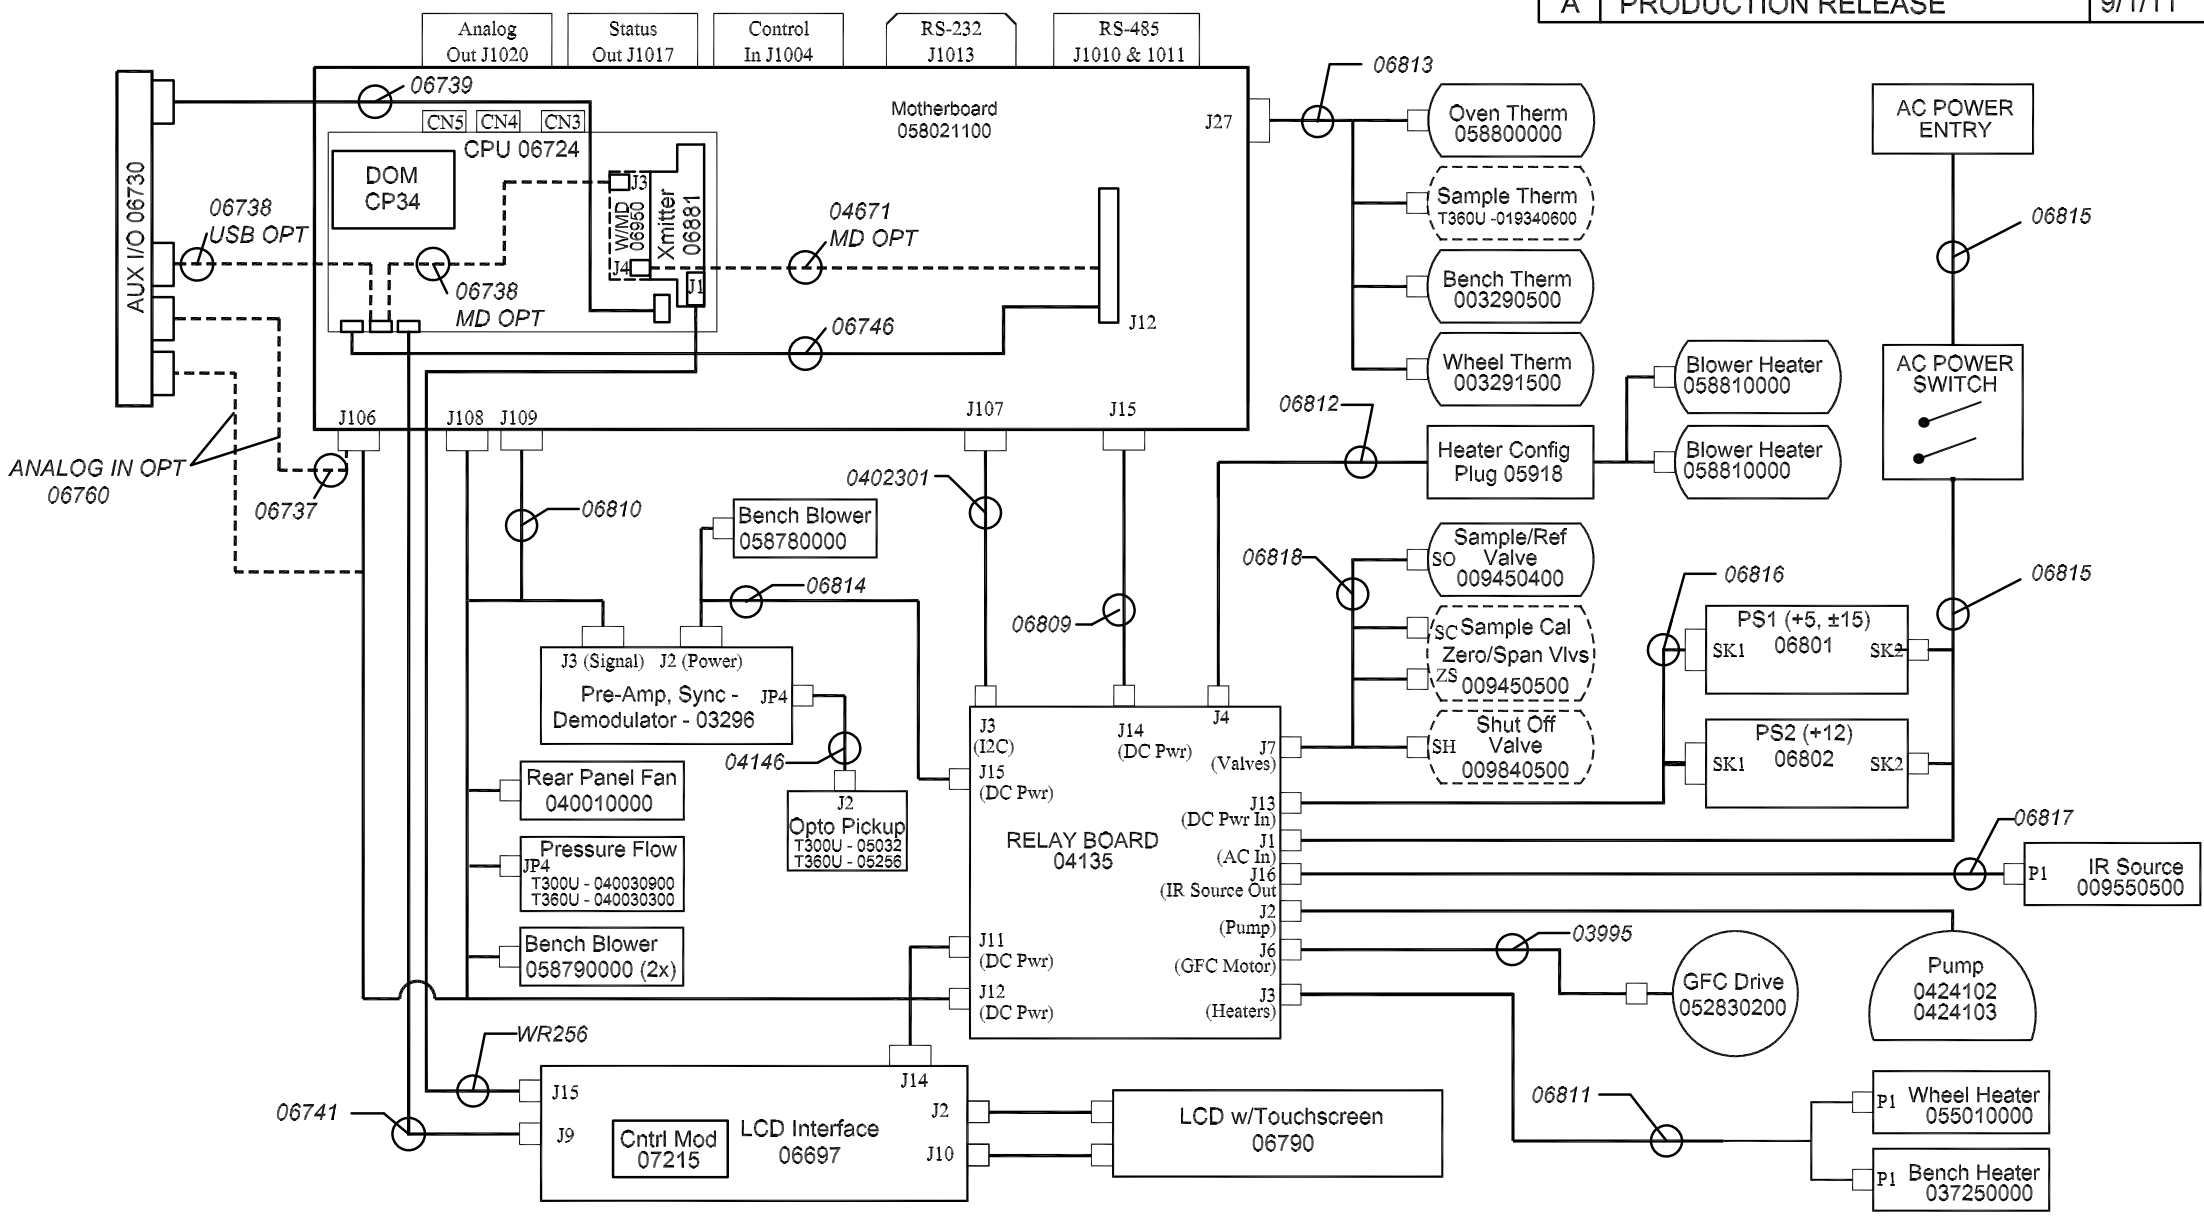 A PRODUCTION RELEASE 9/1/11
Analog
Out J1020
Status
Out J1017
Control
In J1004
RS-232
J1013
RS-485
J1010 & 1011
06739
06813
Motherboard
058021100
J27
CN5
CN4
CN3
CPU 06724
DOM
CP34
AUX I/O 06730
06738
USB OPT
06738
MD OPT
J3
W/MD
06950
Xmitter
06881
J4
J1
04671
MD OPT
06746
J12
J106
J108
J109
J107
J15
ANALOG IN OPT
06760
06737
Oven Therm
058800000
Sample Therm
T360U -019340600
Bench Therm
003290500
Wheel Therm
003291500
AC POWER
ENTRY
06815
AC POWER
SWITCH
Blower Heater
058810000
Blower Heater
058810000
06812
Heater Config
Plug 05918
0402301
06810
Bench Blower
058780000
06814
06809
06818
SO
Sample/Ref
Valve
009450400
SC
Sample Cal
Zero/Span Vlvs
ZS
009450500
SH
Shut Off
Valve
009840500
06816
06815
PS1 (+5, ±15)
06801
SK1
SK2
PS2 (+12)
06802
SK1
SK2
J3 (Signal)
J2 (Power)
Pre-Amp, Sync -
Demodulator - 03296
JP4
04146
J2
Opto Pickup
T300U - 05032
T360U - 05256
Rear Panel Fan
040010000
JP4
Pressure Flow
T300U - 040030900
T360U - 040030300
Bench Blower
058790000 (2x)
J3
(I2C)
J14
(DC Pwr)
J4
J7
(Valves)
J15
(DC Pwr)
J13
(DC Pwr In)
J1
(AC In)
J16
(IR Source Out
J2
(Pump)
J6
(GFC Motor)
J3
(Heaters)
RELAY BOARD
04135
J11
(DC Pwr)
J12
(DC Pwr)
06817
P1
IR Source
009550500
03995
GFC Drive
052830200
Pump
0424102
0424103
WR256
06741
J15
J9
J14
J2
J10
Cntrl Mod
07215
LCD Interface
06697
LCD w/Touchscreen
06790
06811
P1
Wheel Heater
055010000
P1
Bench Heater
037250000